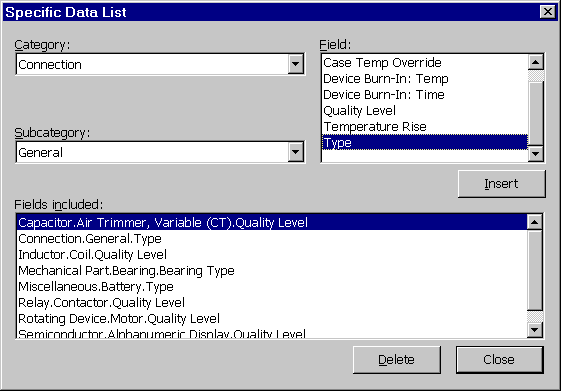 Specific Data List
Category:
Connection
Field:
Case Temp Override
Device Burn-In: Temp
Device Burn-In: Time
Quality Level
Temperature Rise
Type
Subcategory:
General
Insert
Fields included:
Capacitor.Air Trimmer, Variable (CT).Quality Level
Connection.General.Type
Inductor.Coil.Quality Level
Mechanical Part.Bearing.Bearing Type
Miscellaneous.Battery.Type
Relay.Contactor.Quality Level
Rotating Device.Motor.Quality Level
Semiconductor.Alphanumeric Display.Quality Level
Delete
Close